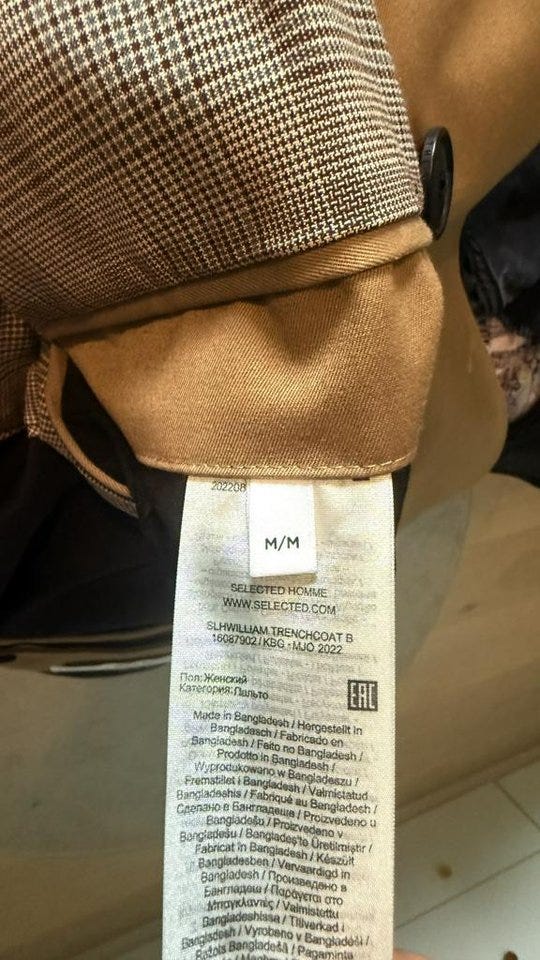 202208
M/M
SELECTED HOMME
WWW.SELECTED.COM
SLHWILLIAM TRENCHCOAT B
16087902 / KBG - MJO 2022
Пол: Женский
Категория: Пальто
EAC
Made in Bangladesh / Hergestellt in
Bangladesch / Fabricado en
Bangladesh / Feito no Bangladesh /
Prodotto in Bangladesh /
Wyprodukowano w Bangladeszu /
Fremstillet i Bangladesh / Valmistatud
Bangladeshis / Fabriqué au Bangladesh /
Сделано в Бангладеше / Proizvedeno u
Bangladešu / Proizvedeno v
Bangladešu / Bangladeş'te Üretilmiştir /
Fabricat în Bangladesh / Készült
Bangladesben / Vervaardigd in
Bangladesh / Произведено в
Бангладеш / Παράγεται στο
Μπαγκλαντές / Valmistettu
Bangladeshissa / Tillverkad i
Bangladesh / Vyrobeno v Bangladéši /
Ražots Bangladešā / Pagaminta